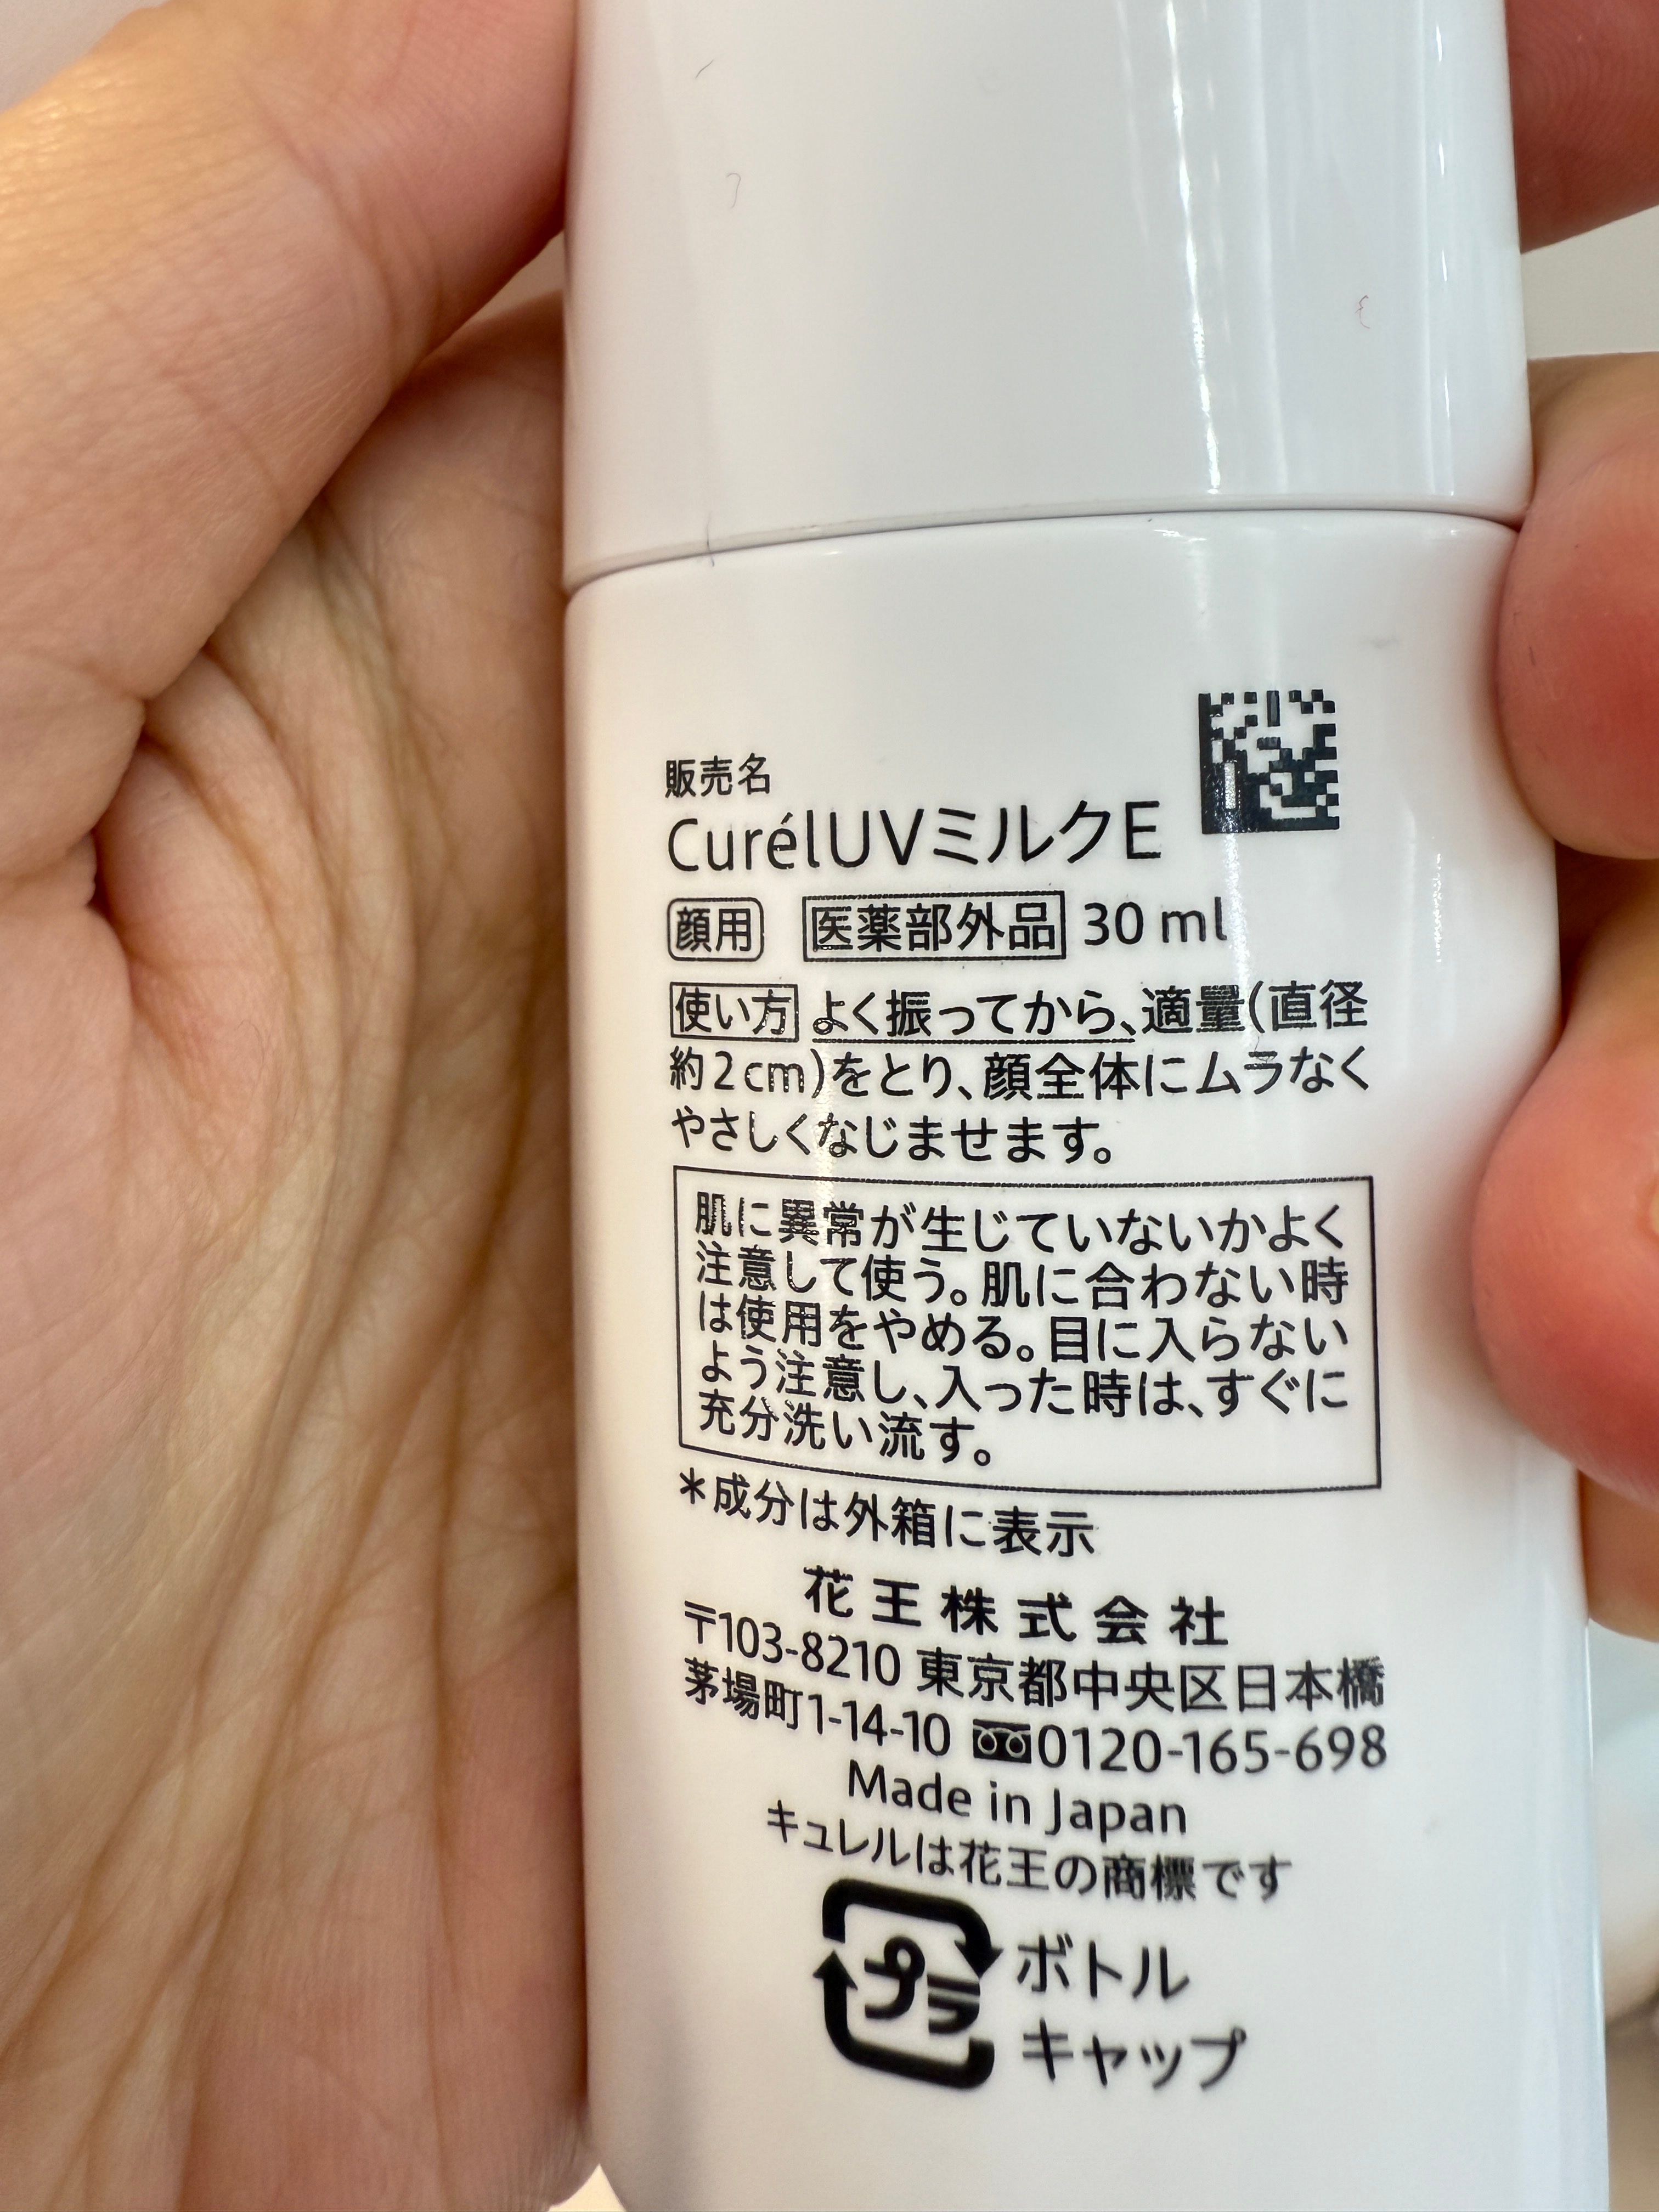 販売名
CurélUVミルクE
顔用 医薬部外品 30 ml
使い方 よく振ってから、適量(直径
約2cm)をとり、顔全体にムラなく
やさしくなじませます。
肌に異常が生じていないかよく
注意して使う。肌に合わない時
は使用をやめる。目に入らない
よう注意し、入った時は、すぐに
充分洗い流す。
＊成分は外箱に表示
花王株式会社
〒103-8210 東京都中央区日本橋
茅場町1-14-10 0120-165-698
Made in Japan
キュレルは花王の商標です
プラ ボトル
キャップ